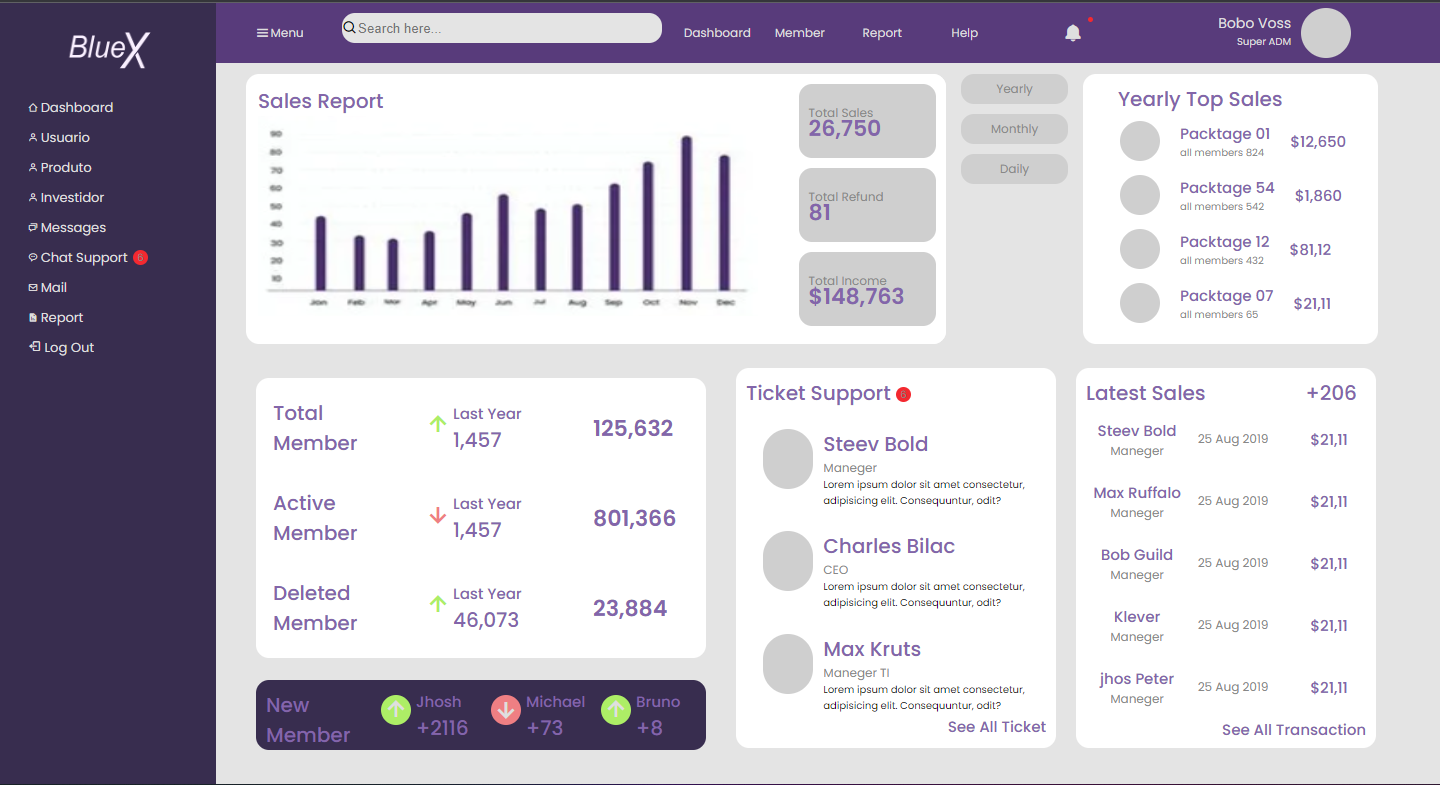 BlueX
Menu
Search here...
Dashboard
Member
Report
Help
Bobo Voss
Super ADM
Dashboard
Usuario
Produto
Investidor
Messages
Chat Support 6
Mail
Report
Log Out
Sales Report
90
80
70
60
50
40
30
20
10
Jan Feb Mar Apr May Jun Jul Aug Sep Oct Nov Dec
Total Sales
26,750
Total Refund
81
Total Income
$148,763
Yearly
Monthly
Daily
Yearly Top Sales
Packtage 01
all members 824
$12,650
Packtage 54
all members 542
$1,860
Packtage 12
all members 432
$81,12
Packtage 07
all members 65
$21,11
Total
Member
Last Year
1,457
125,632
Active
Member
Last Year
1,457
801,366
Deleted
Member
Last Year
46,073
23,884
New
Member
Jhosh
+2116
Michael
+73
Bruno
+8
Ticket Support 6
Steev Bold
Maneger
Lorem ipsum dolor sit amet consectetur,
adipisicing elit. Consequuntur, odit?
Charles Bilac
CEO
Lorem ipsum dolor sit amet consectetur,
adipisicing elit. Consequuntur, odit?
Max Kruts
Maneger TI
Lorem ipsum dolor sit amet consectetur,
adipisicing elit. Consequuntur, odit?
See All Ticket
Latest Sales
+206
Steev Bold
Maneger
25 Aug 2019
$21,11
Max Ruffalo
Maneger
25 Aug 2019
$21,11
Bob Guild
Maneger
25 Aug 2019
$21,11
Klever
Maneger
25 Aug 2019
$21,11
jhos Peter
Maneger
25 Aug 2019
$21,11
See All Transaction